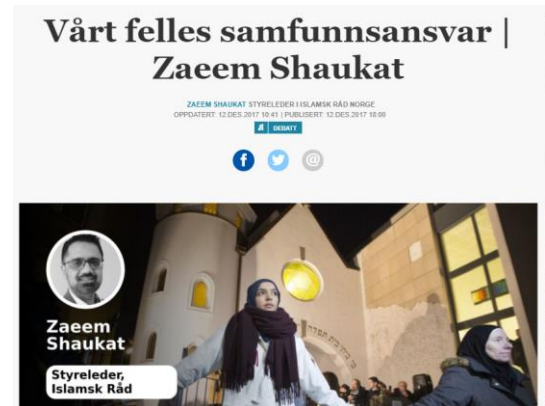 Vårt felles samfunnsansvar |
Zaeem Shaukat
ZAEEM SHAUKAT STYRELEDER I ISLAMSK RÅD NORGE
OPPDATERT: 12.DES.2017 10:41 | PUBLISERT: 12.DES.2017 10:00
DEBATT
Zaeem
Shaukat
Styreleder,
Islamsk Råd